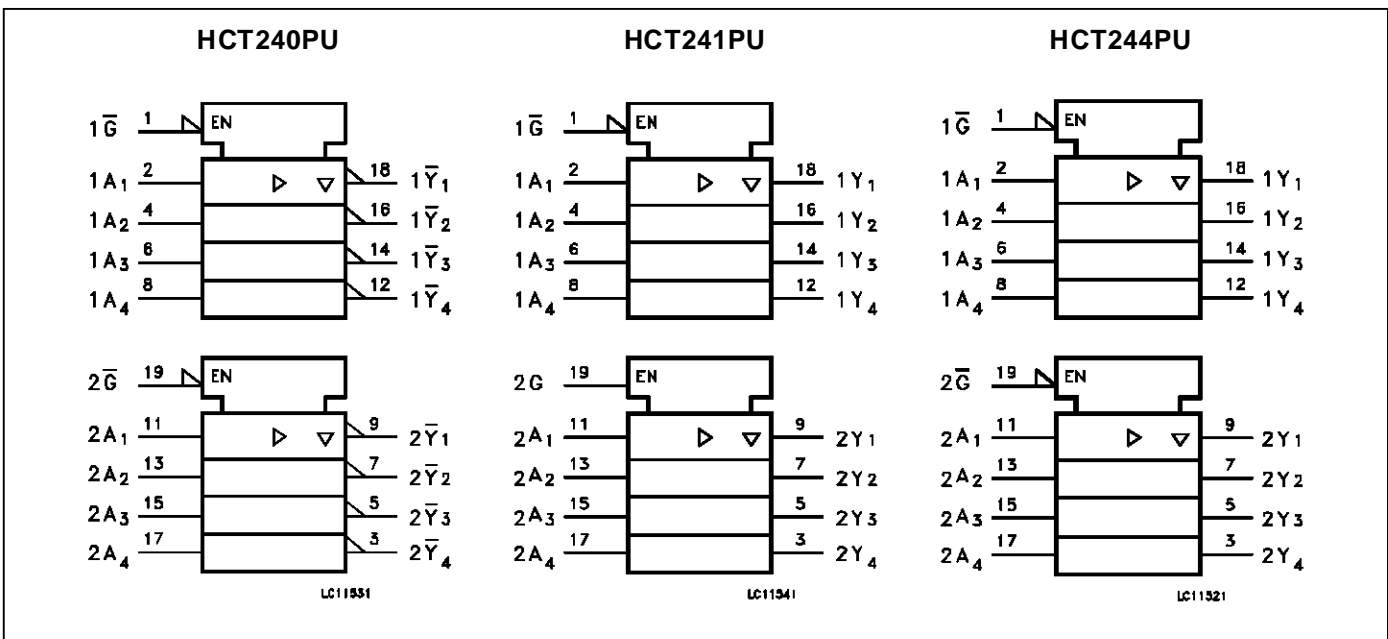 HCT240PU HCT241PU HCT244PU
1G̅ 1 EN
1A₁ 2 18 1Y̅₁
1A₂ 4 16 1Y̅₂
1A₃ 6 14 1Y̅₃
1A₄ 8 12 1Y̅₄
2G̅ 19 EN
2A₁ 11 9 2Y̅₁
2A₂ 13 7 2Y̅₂
2A₃ 15 5 2Y̅₃
2A₄ 17 3 2Y̅₄
LC11531
1G̅ 1 EN
1A₁ 2 18 1Y₁
1A₂ 4 16 1Y₂
1A₃ 6 14 1Y₃
1A₄ 8 12 1Y₄
2G 19 EN
2A₁ 11 9 2Y₁
2A₂ 13 7 2Y₂
2A₃ 15 5 2Y₃
2A₄ 17 3 2Y₄
LC11541
1G̅ 1 EN
1A₁ 2 18 1Y₁
1A₂ 4 16 1Y₂
1A₃ 6 14 1Y₃
1A₄ 8 12 1Y₄
2G̅ 19 EN
2A₁ 11 9 2Y₁
2A₂ 13 7 2Y₂
2A₃ 15 5 2Y₃
2A₄ 17 3 2Y₄
LC11521